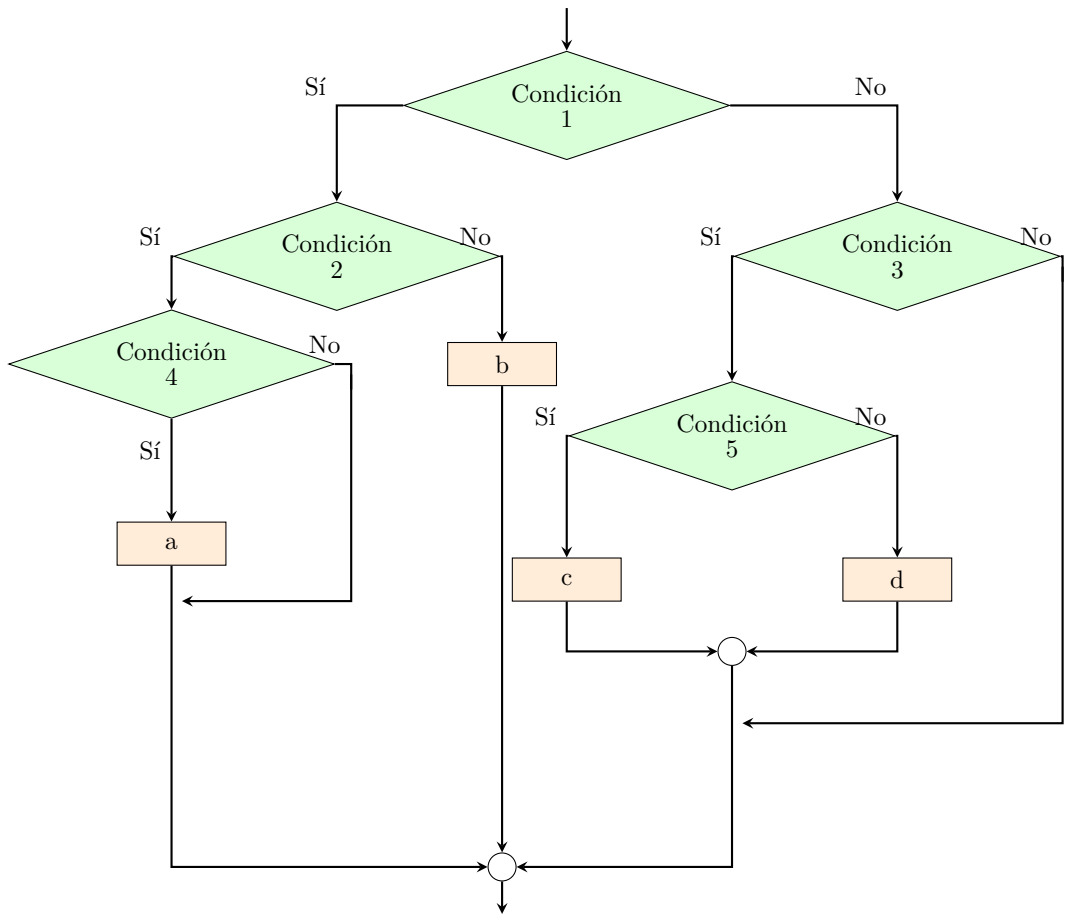 Sí
Condición
1
No
Sí
Condición
2
No
Sí
Condición
3
No
Condición
4
No
b
Sí
Sí
Condición
5
No
a
c
d